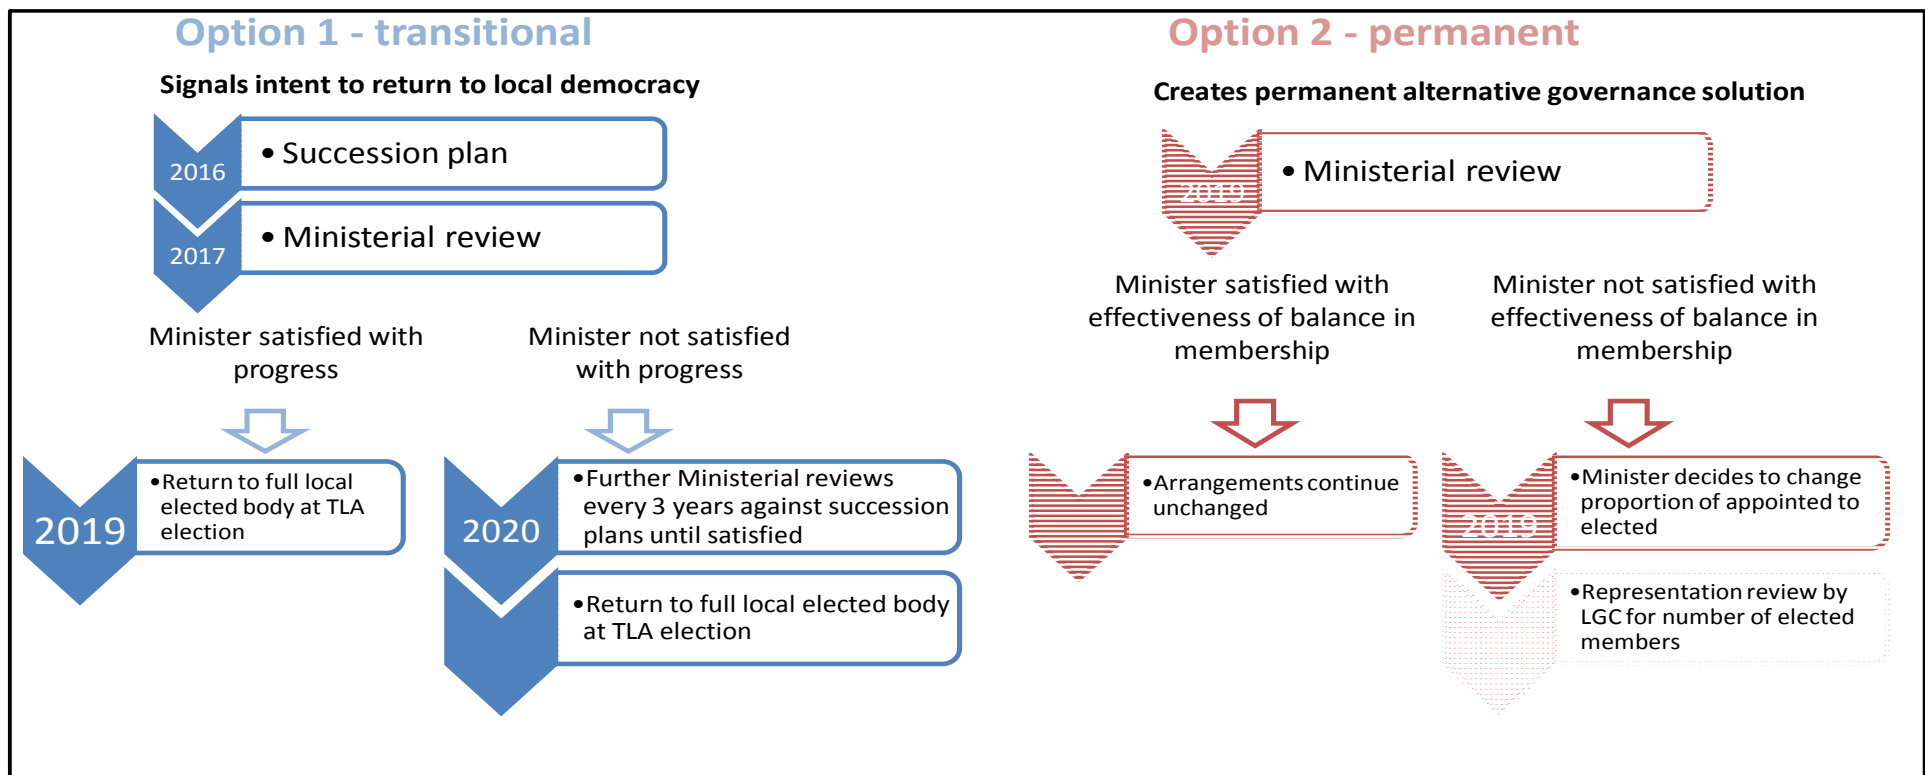 Option 1 - transitional
Signals intent to return to local democracy
2016
• Succession plan
2017
• Ministerial review
Minister satisfied with
progress
Minister not satisfied
with progress
2019
•Return to full local
elected body at TLA
election
2020
•Further Ministerial reviews
every 3 years against succession
plans until satisfied
•Return to full local elected body
at TLA election
Option 2 - permanent
Creates permanent alternative governance solution
2019
• Ministerial review
Minister satisfied with
effectiveness of balance in
membership
Minister not satisfied with
effectiveness of balance in
membership
•Arrangements continue
unchanged
2019
•Minister decides to change
proportion of appointed to
elected
•Representation review by
LGC for number of elected
members